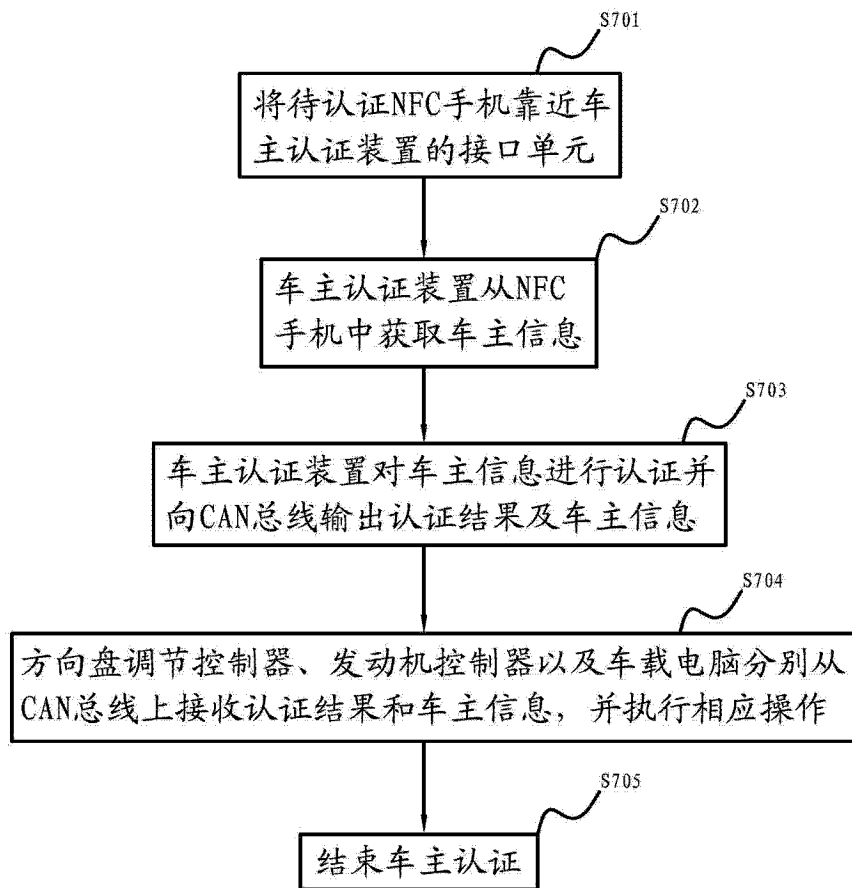 S701
将待认证NFC手机靠近车
主认证装置的接口单元
S702
车主认证装置从NFC
手机中获取车主信息
S703
车主认证装置对车主信息进行认证并
向CAN总线输出认证结果及车主信息
S704
方向盘调节控制器、发动机控制器以及车载电脑分别从
CAN总线上接收认证结果和车主信息，并执行相应操作
S705
结束车主认证